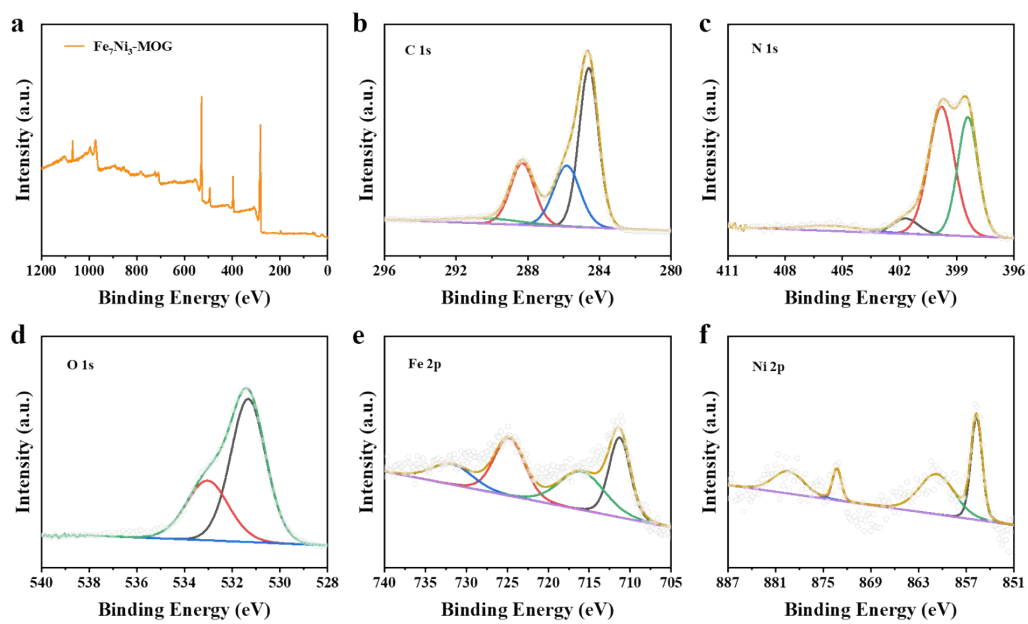 a
Fe₇Ni₃-MOG
Intensity (a.u.)
1200 1000 800 600 400 200 0
Binding Energy (eV)
b
C 1s
Intensity (a.u.)
296 292 288 284 280
Binding Energy (eV)
c
N 1s
Intensity (a.u.)
411 408 405 402 399 396
Binding Energy (eV)
d
O 1s
Intensity (a.u.)
540 538 536 534 532 530 528
Binding Energy (eV)
e
Fe 2p
Intensity (a.u.)
740 730 720 710 705
Binding Energy (eV)
f
Ni 2p
Intensity (a.u.)
887 881 875 869 863 857 851
Binding Energy (eV)